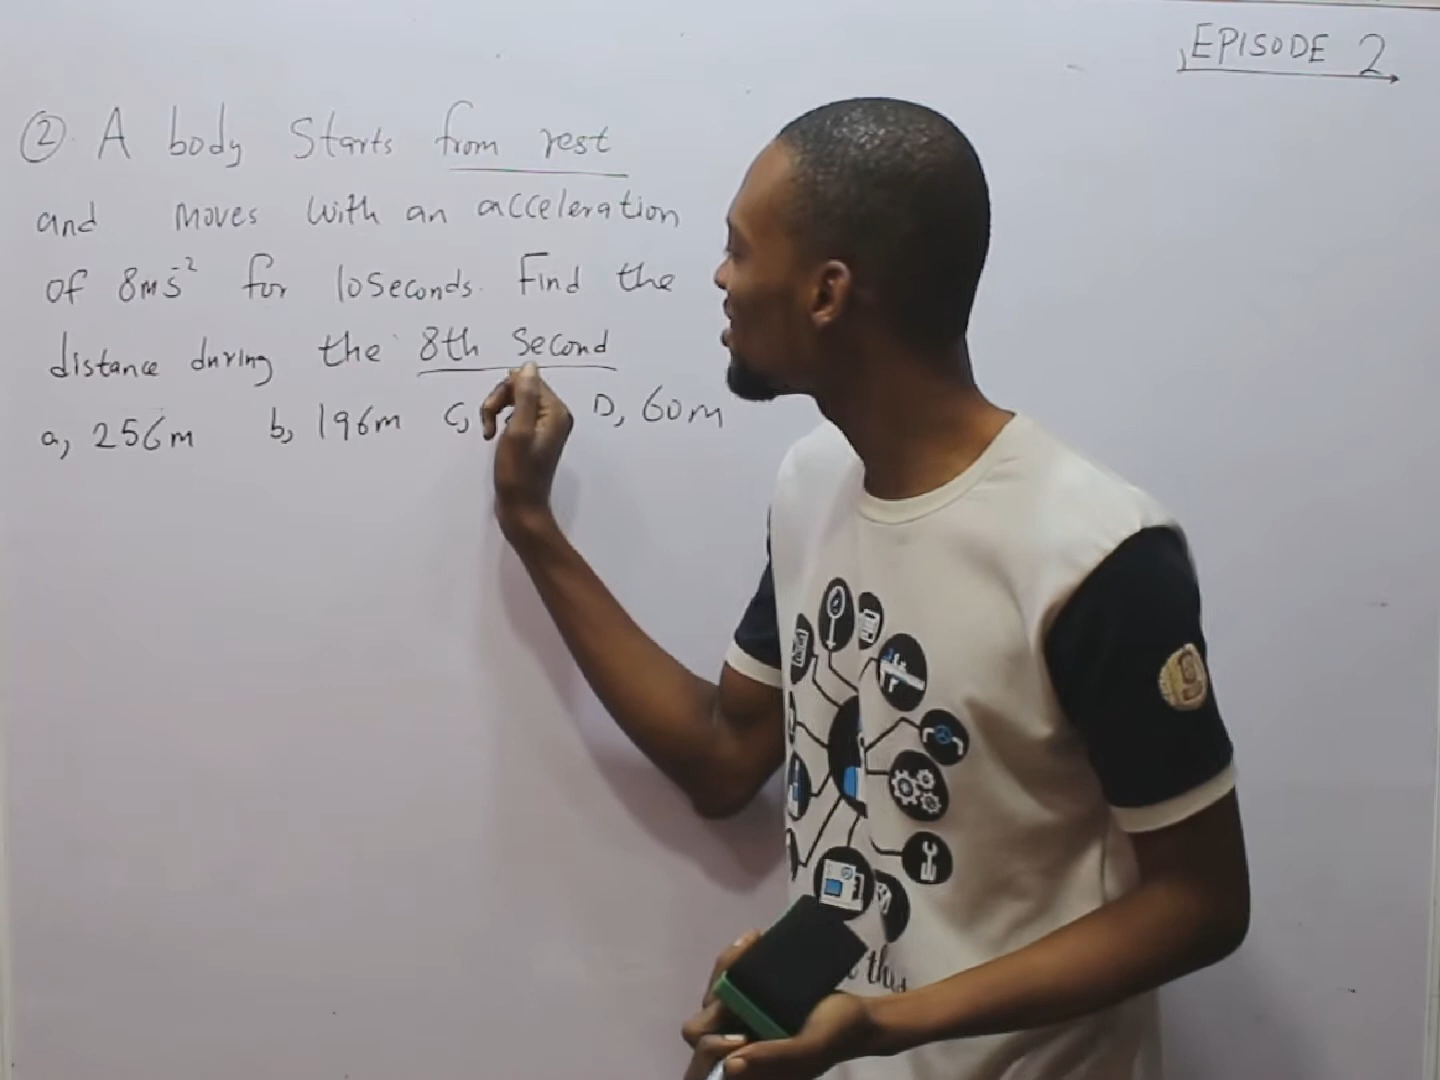 EPISODE 2
② A body Starts from rest
and moves with an acceleration
of 8ms⁻² for 10seconds. Find the
distance during the 8th Second
a, 256m b, 196m C, D, 60m
this